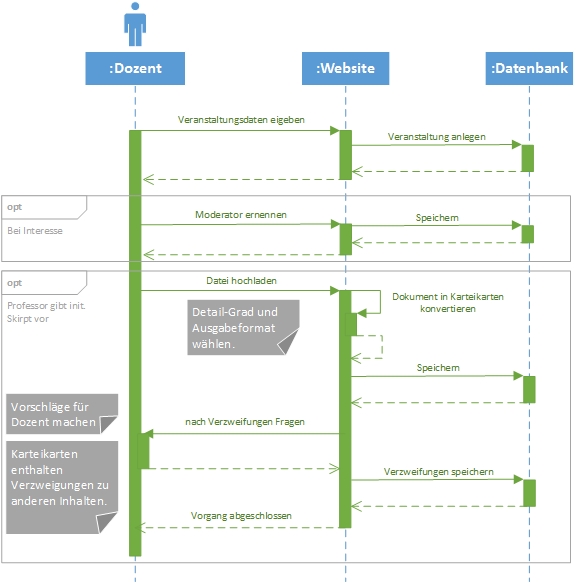 :Dozent
:Website
:Datenbank
Veranstaltungsdaten eigeben
Veranstaltung anlegen
opt
Bei Interesse
Moderator ernennen
Speichern
opt
Professor gibt init.
Skirpt vor
Datei hochladen
Dokument in Karteikarten
konvertieren
Detail-Grad und
Ausgabeformat
wählen.
Speichern
Vorschläge für
Dozent machen
nach Verzweifungen Fragen
Karteikarten
enthalten
Verzweigungen zu
anderen Inhalten.
Verzweifungen speichern
Vorgang abgeschlossen